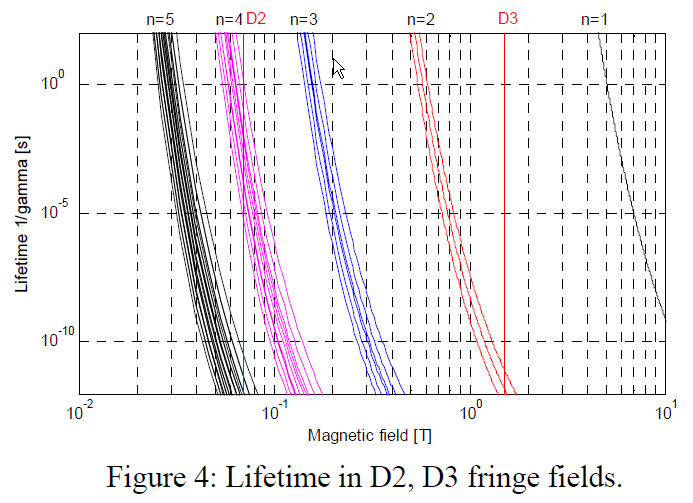 n=5 n=4 D2 n=3 n=2 D3 n=1
10^0
10^-5
10^-10
Lifetime 1/gamma [s]
10^-2 10^-1 10^0 10^1
Magnetic field [T]
Figure 4: Lifetime in D2, D3 fringe fields.